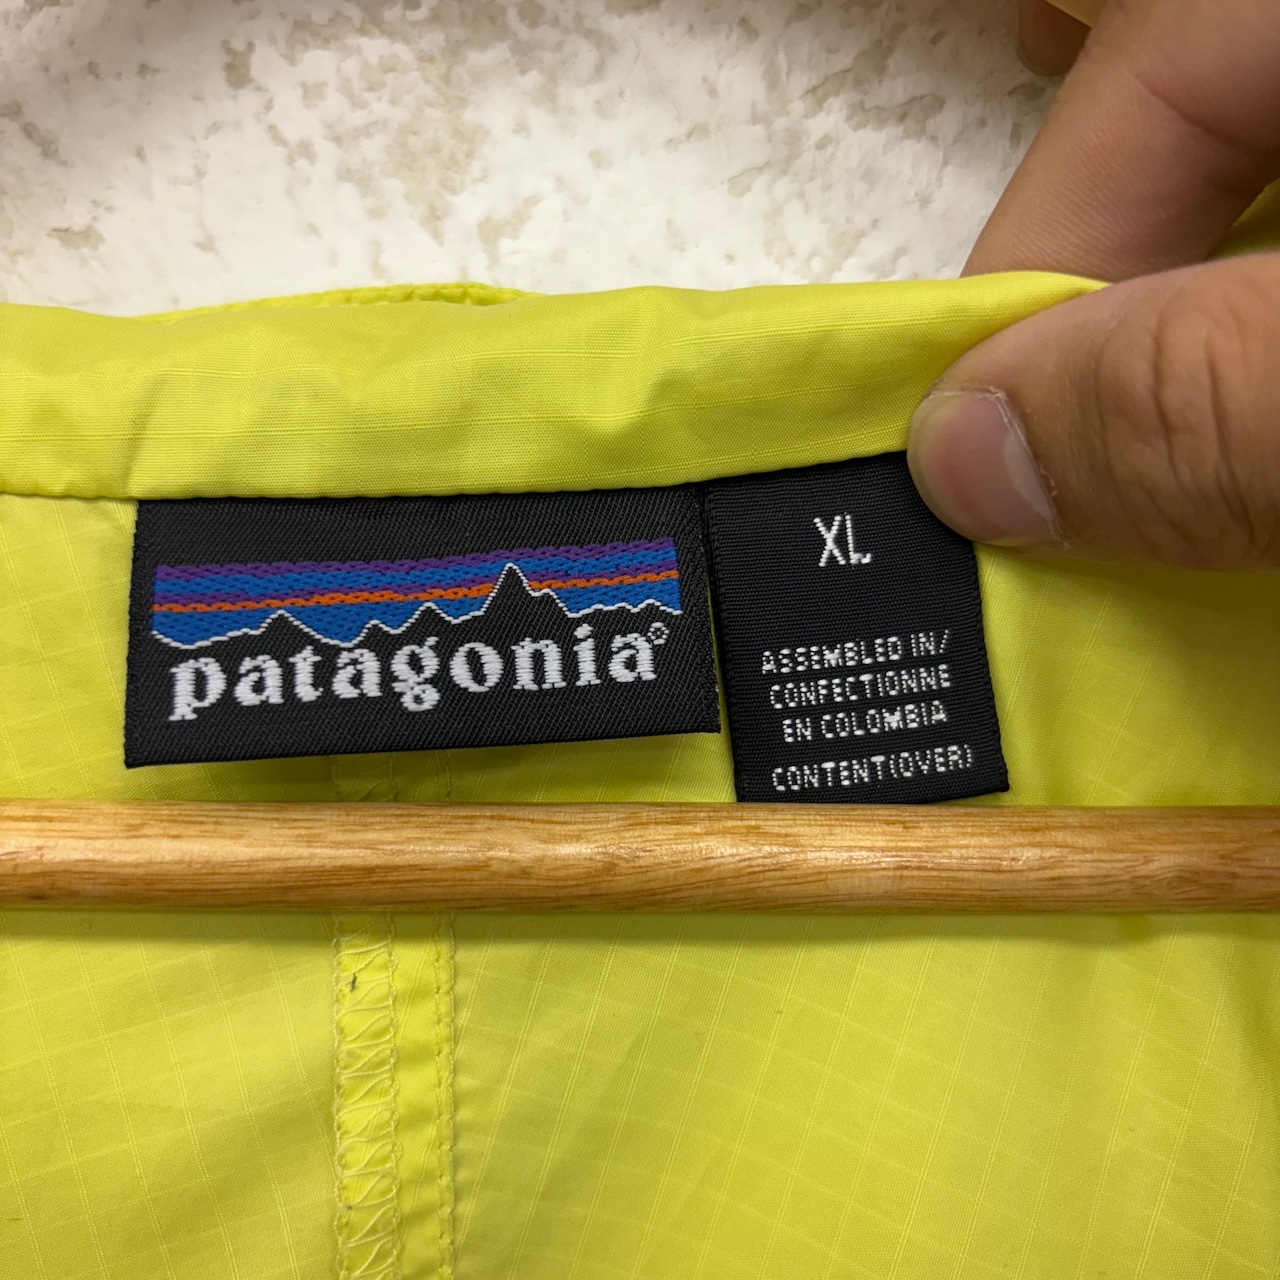 patagonia®
XL
ASSEMBLED IN/
CONFECTIONNE
EN COLOMBIA
CONTENT(OVER)